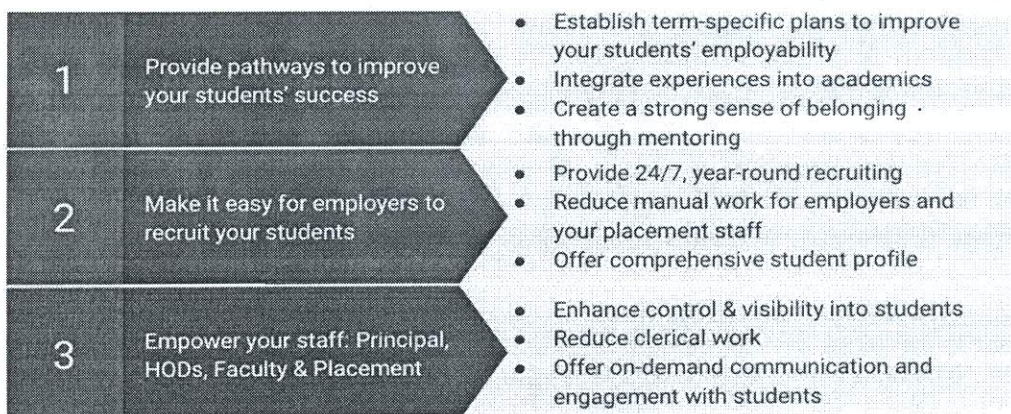 1
Provide pathways to improve
your students' success
• Establish term-specific plans to improve
your students' employability
• Integrate experiences into academics
• Create a strong sense of belonging
through mentoring
2
Make it easy for employers to
recruit your students
• Provide 24/7, year-round recruiting
• Reduce manual work for employers and
your placement staff
• Offer comprehensive student profile
3
Empower your staff: Principal,
HODs, Faculty & Placement
• Enhance control & visibility into students
• Reduce clerical work
• Offer on-demand communication and
engagement with students